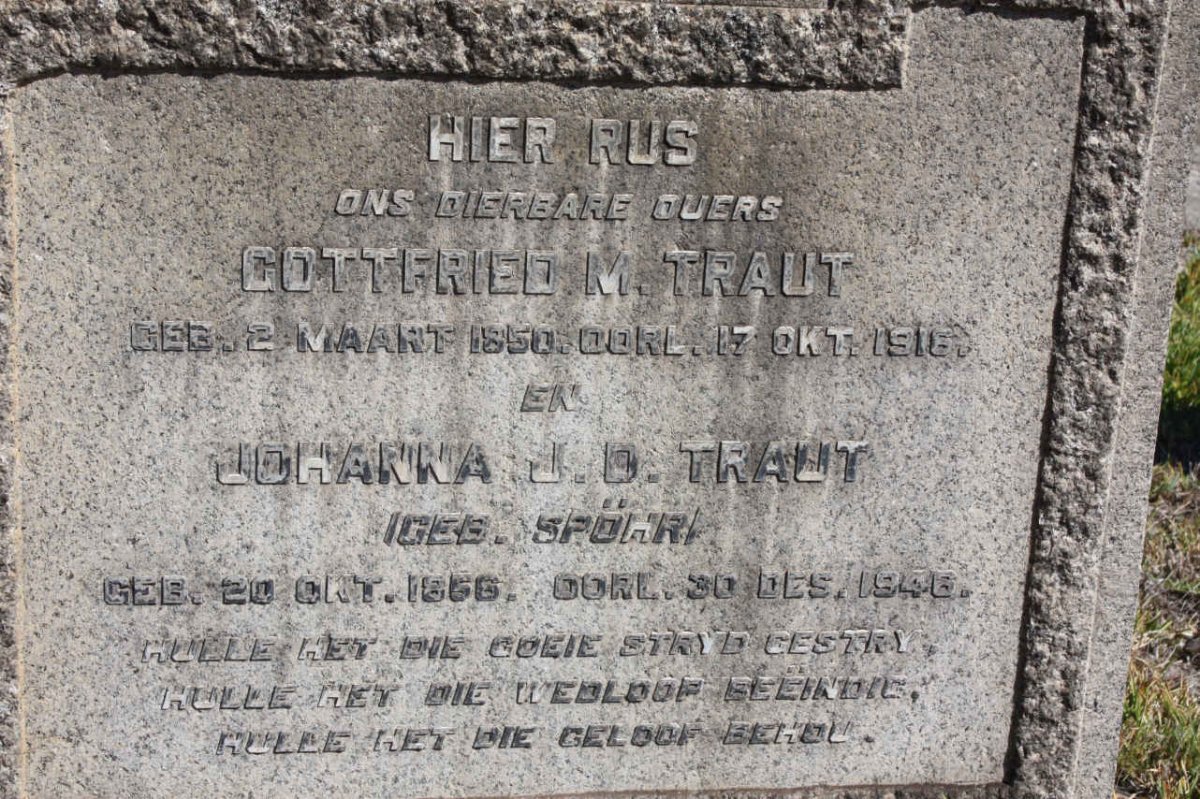 HIER RUS
ONS DIERBARE OUERS
GOTTFRIED M. TRAUT
GEB. 2 MAART 1850. OORL. 17 OKT. 1916.
EN
JOHANNA J. D. TRAUT
(GEB. SPÖHR)
GEB. 20 OKT. 1856. OORL. 30 DES. 1946.
HULLE HET DIE GOEIE STRYD GESTRY,
HULLE HET DIE WEDLOOP BEËINDIG,
HULLE HET DIE GELOOF BEHOU.